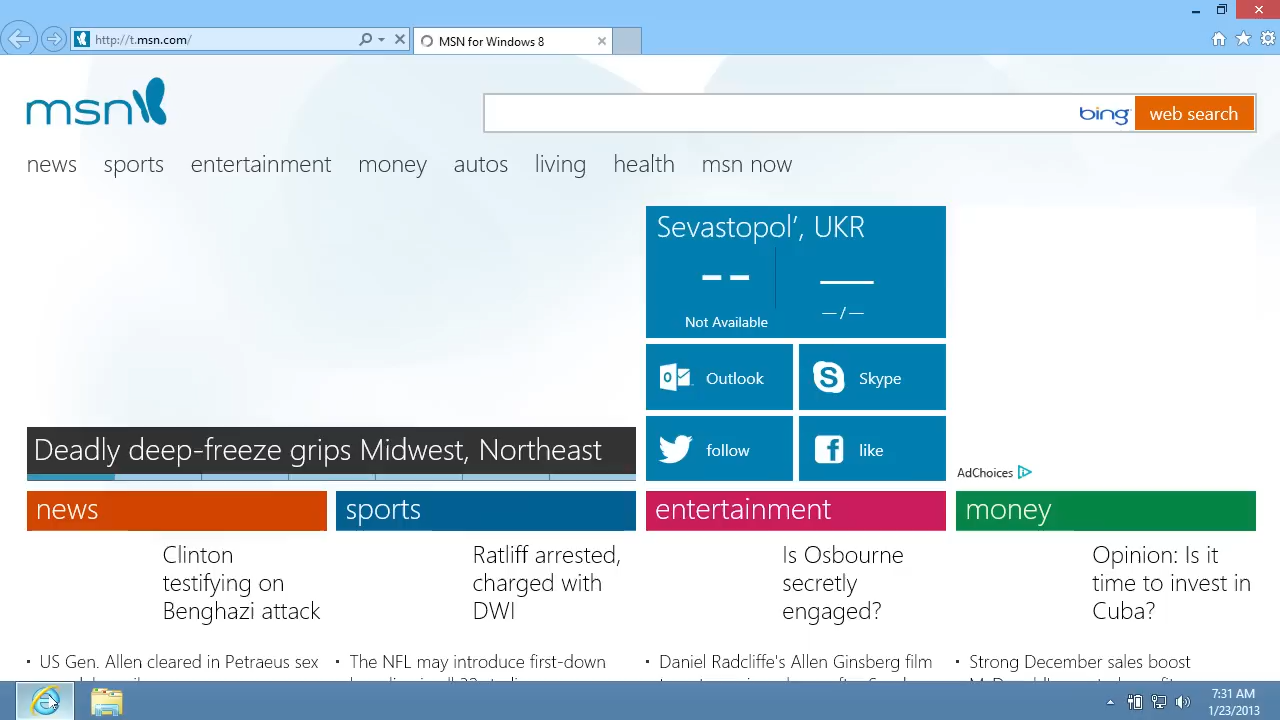 http://t.msn.com/
MSN for Windows 8
msn
bing
web search
news sports entertainment money autos living health msn now
Sevastopol', UKR
-- —
Not Available —/—
Outlook Skype
follow like
Deadly deep-freeze grips Midwest, Northeast
AdChoices
news sports entertainment money
Clinton
testifying on
Benghazi attack
Ratliff arrested,
charged with
DWI
Is Osbourne
secretly
engaged?
Opinion: Is it
time to invest in
Cuba?
US Gen. Allen cleared in Petraeus sex
The NFL may introduce first-down
Daniel Radcliffe's Allen Ginsberg film
Strong December sales boost
7:31 AM
1/23/2013